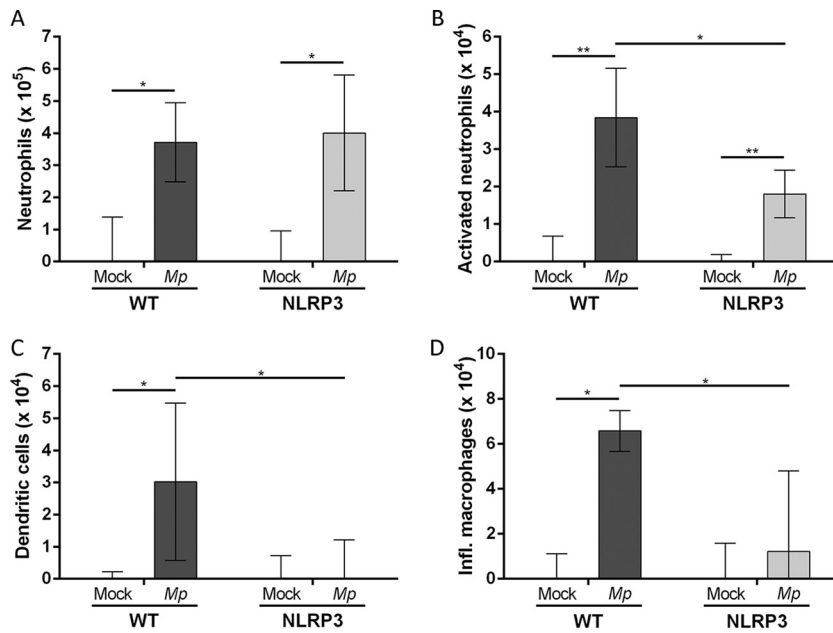 A
Neutrophils (x 10⁵)
7
6
5
4
3
2
1
0
*
*
Mock Mp Mock Mp
WT NLRP3
B
Activated neutrophils (x 10⁴)
6
5
4
3
2
1
0
**
*
**
Mock Mp Mock Mp
WT NLRP3
C
Dendritic cells (x 10⁴)
7
6
5
4
3
2
1
0
*
*
Mock Mp Mock Mp
WT NLRP3
D
Infl. macrophages (x 10⁴)
10
8
6
4
2
0
*
*
Mock Mp Mock Mp
WT NLRP3